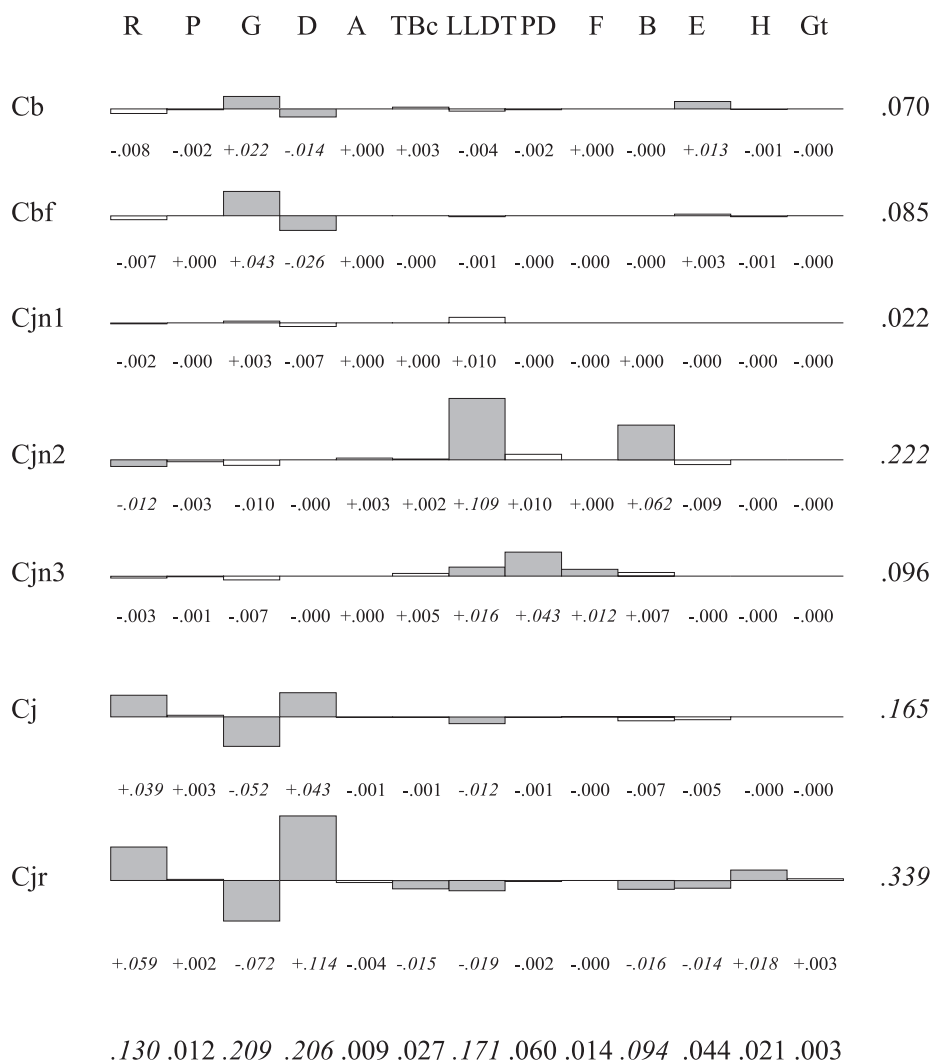 R P G D A TBc LLDT PD F B E H Gt
Cb .070
-.008 -.002 +.022 -.014 +.000 +.003 -.004 -.002 +.000 -.000 +.013 -.001 -.000
Cbf .085
-.007 +.000 +.043 -.026 +.000 -.000 -.001 -.000 -.000 -.000 +.003 -.001 -.000
Cjn1 .022
-.002 -.000 +.003 -.007 +.000 +.000 +.010 -.000 -.000 +.000 -.000 -.000 -.000
Cjn2 .222
-.012 -.003 -.010 -.000 +.003 +.002 +.109 +.010 +.000 +.062 -.009 -.000 -.000
Cjn3 .096
-.003 -.001 -.007 -.000 +.000 +.005 +.016 +.043 +.012 +.007 -.000 -.000 -.000
Cj .165
+.039 +.003 -.052 +.043 -.001 -.001 -.012 -.001 -.000 -.007 -.005 -.000 -.000
Cjr .339
+.059 +.002 -.072 +.114 -.004 -.015 -.019 -.002 -.000 -.016 -.014 +.018 +.003
.130 .012 .209 .206 .009 .027 .171 .060 .014 .094 .044 .021 .003